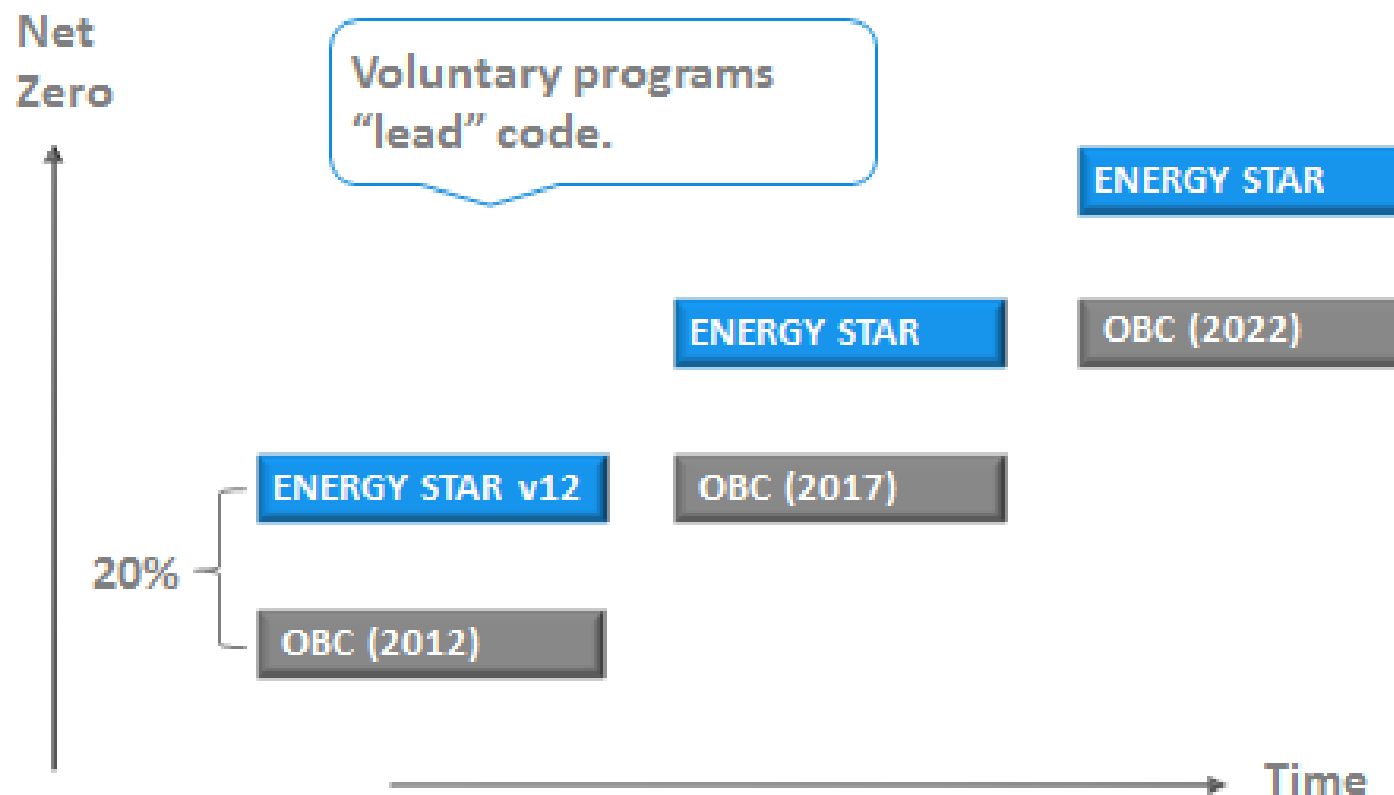 Net
Zero
Voluntary programs
“lead” code.
ENERGY STAR
ENERGY STAR
OBC (2022)
ENERGY STAR v12
OBC (2017)
20%
OBC (2012)
Time